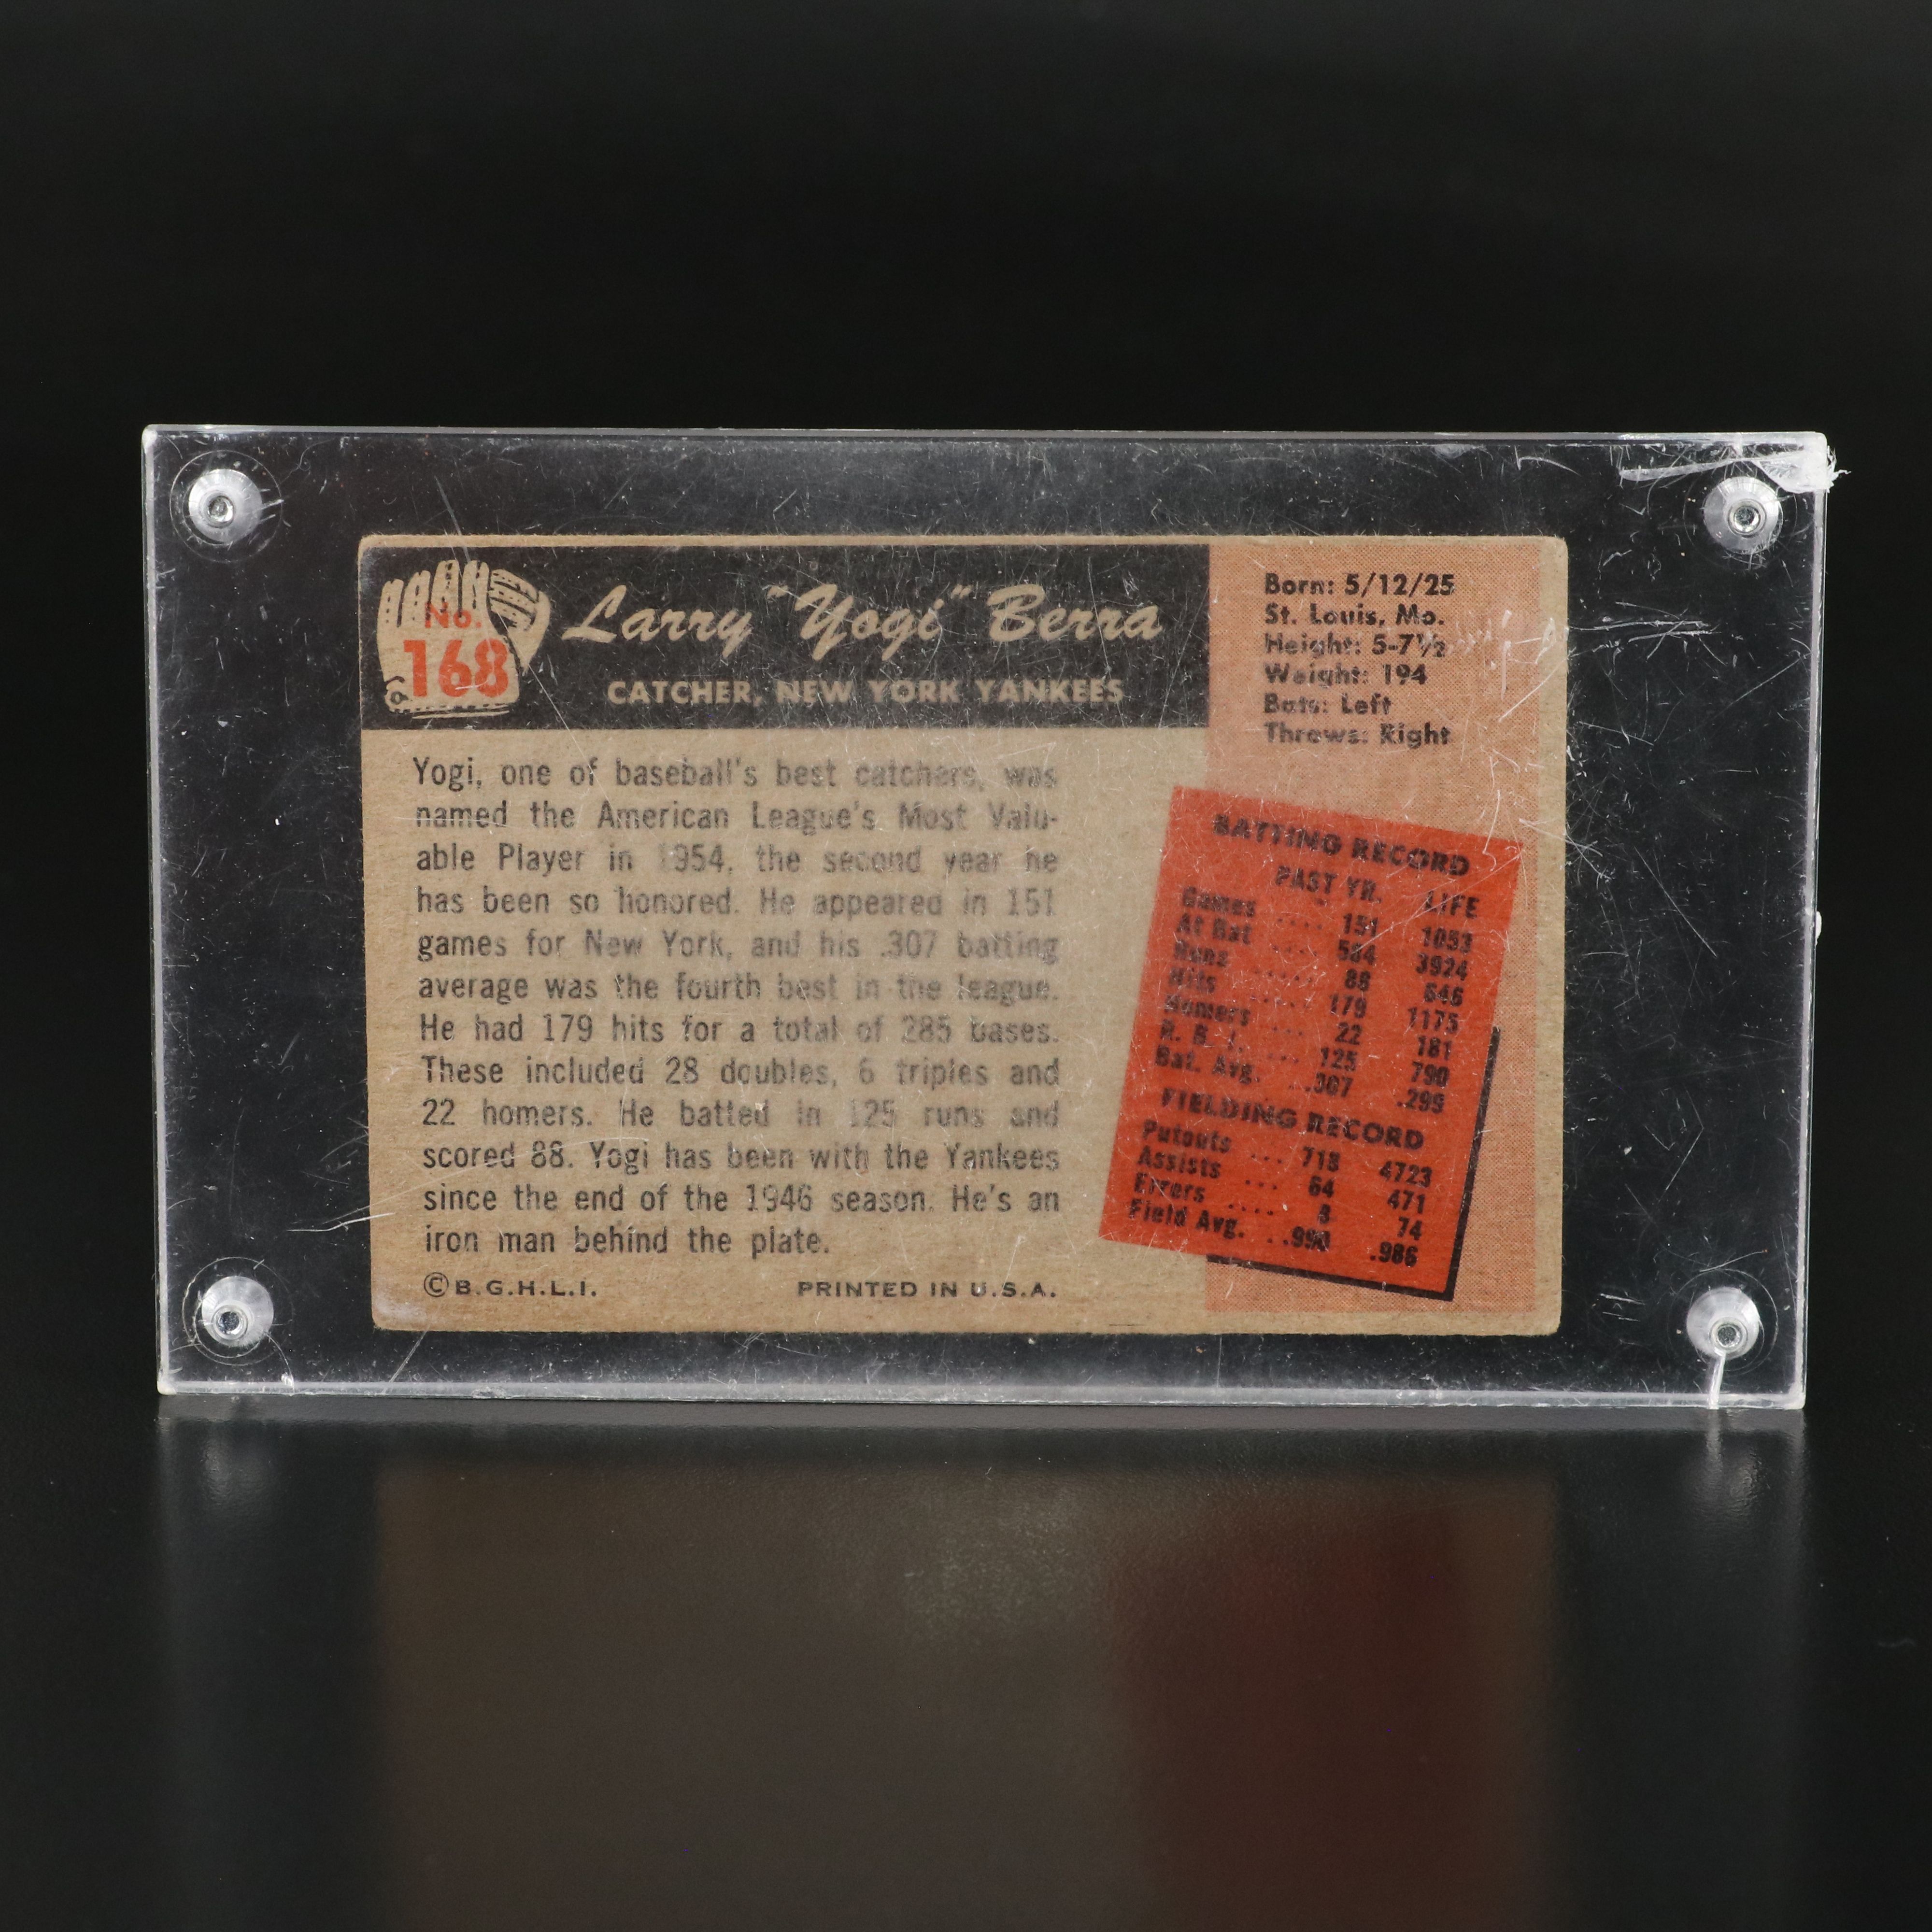 No.
168
Larry "Yogi" Berra
CATCHER, NEW YORK YANKEES
Yogi, one of baseball's best catchers, was
named the American League's Most Valu-
able Player in 1954, the second year he
has been so honored. He appeared in 151
games for New York, and his .307 batting
average was the fourth best in the league.
He had 179 hits for a total of 285 bases.
These included 28 doubles, 6 triples and
22 homers. He batted in 125 runs and
scored 88. Yogi has been with the Yankees
since the end of the 1946 season. He's an
iron man behind the plate.
©B.G.H.L.I. PRINTED IN U.S.A.
Born: 5/12/25
St. Louis, Mo.
Height: 5-7½
Weight: 194
Bats: Left
Throws: Right
BATTING RECORD
PAST YR. LIFE
Games .... 151 1053
At Bat .... 584 3924
Runs ...... 88 646
Hits ..... 179 1175
Homers .... 22 181
R. B. I. ... 125 790
Bat. Avg. ..307 .299
FIELDING RECORD
Putouts ... 718 4723
Assists ... 64 471
Errors .... 8 74
Field Avg. ..990 .986